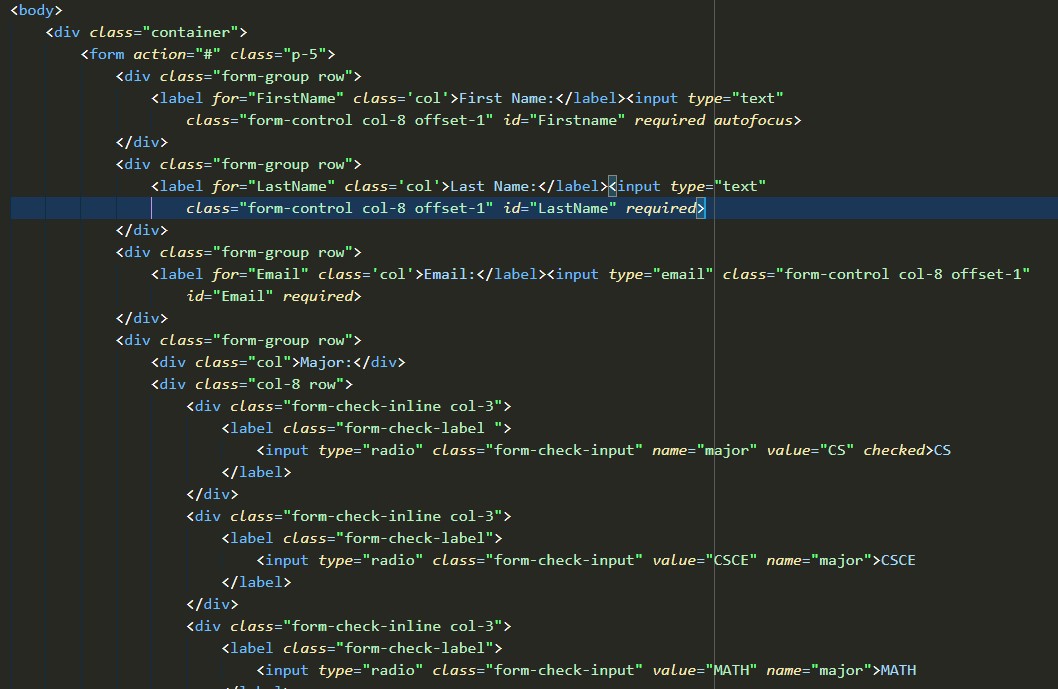 <body>
<div class="container">
<form action="#" class="p-5">
<div class="form-group row">
<label for="FirstName" class='col'>First Name:</label><input type="text"
class="form-control col-8 offset-1" id="Firstname" required autofocus>
</div>
<div class="form-group row">
<label for="LastName" class='col'>Last Name:</label><input type="text"
class="form-control col-8 offset-1" id="LastName" required>
</div>
<div class="form-group row">
<label for="Email" class='col'>Email:</label><input type="email" class="form-control col-8 offset-1"
id="Email" required>
</div>
<div class="form-group row">
<div class="col">Major:</div>
<div class="col-8 row">
<div class="form-check-inline col-3">
<label class="form-check-label ">
<input type="radio" class="form-check-input" name="major" value="CS" checked>CS
</label>
</div>
<div class="form-check-inline col-3">
<label class="form-check-label">
<input type="radio" class="form-check-input" value="CSCE" name="major">CSCE
</label>
</div>
<div class="form-check-inline col-3">
<label class="form-check-label">
<input type="radio" class="form-check-input" value="MATH" name="major">MATH